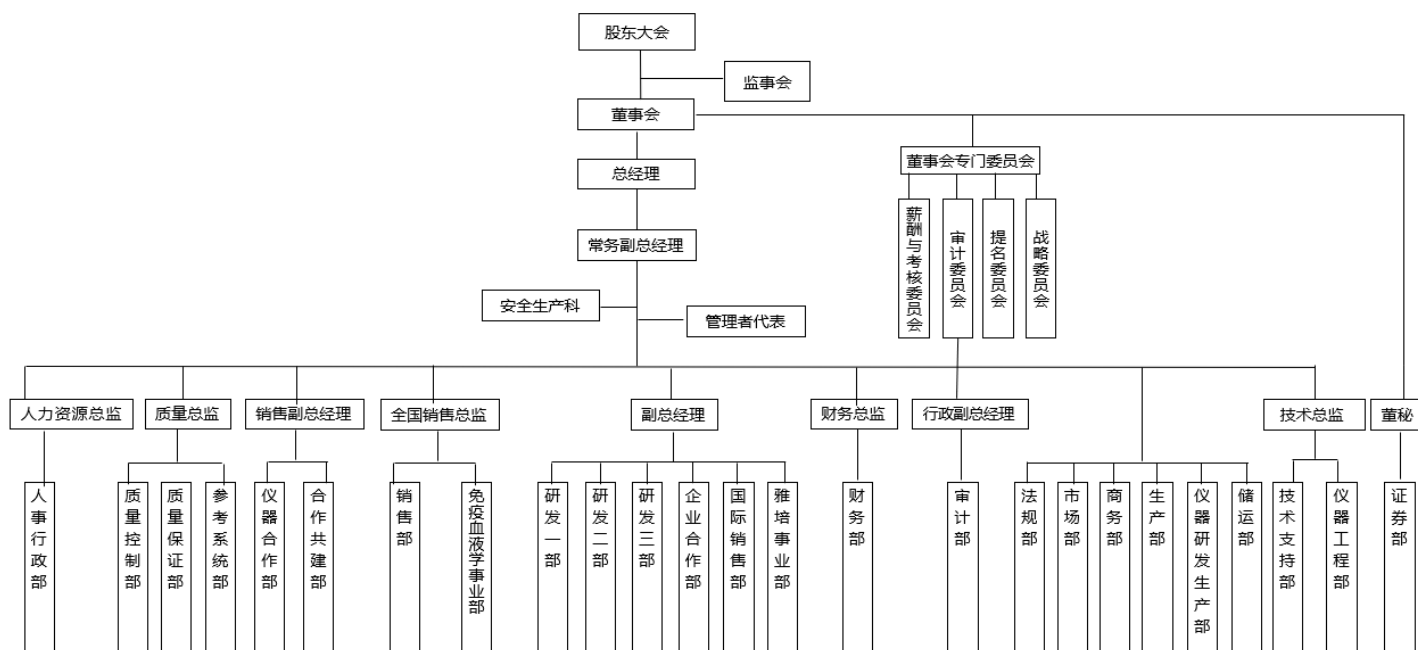 股东大会
监事会
董事会
董事会专门委员会
总经理
薪酬与考核委员会
审计委员会
提名委员会
战略委员会
常务副总经理
安全生产科
管理者代表
人力资源总监
质量总监
销售副总经理
全国销售总监
副总经理
财务总监
行政副总经理
技术总监
董秘
人事行政部
质量控制部
质量保证部
参考系统部
仪器合作部
合作共建部
销售部
免疫血液学事业部
研发一部
研发二部
研发三部
企业合作部
国际销售部
雅培事业部
财务部
审计部
法规部
市场部
商务部
生产部
仪器研发生产部
储运部
技术支持部
仪器工程部
证券部